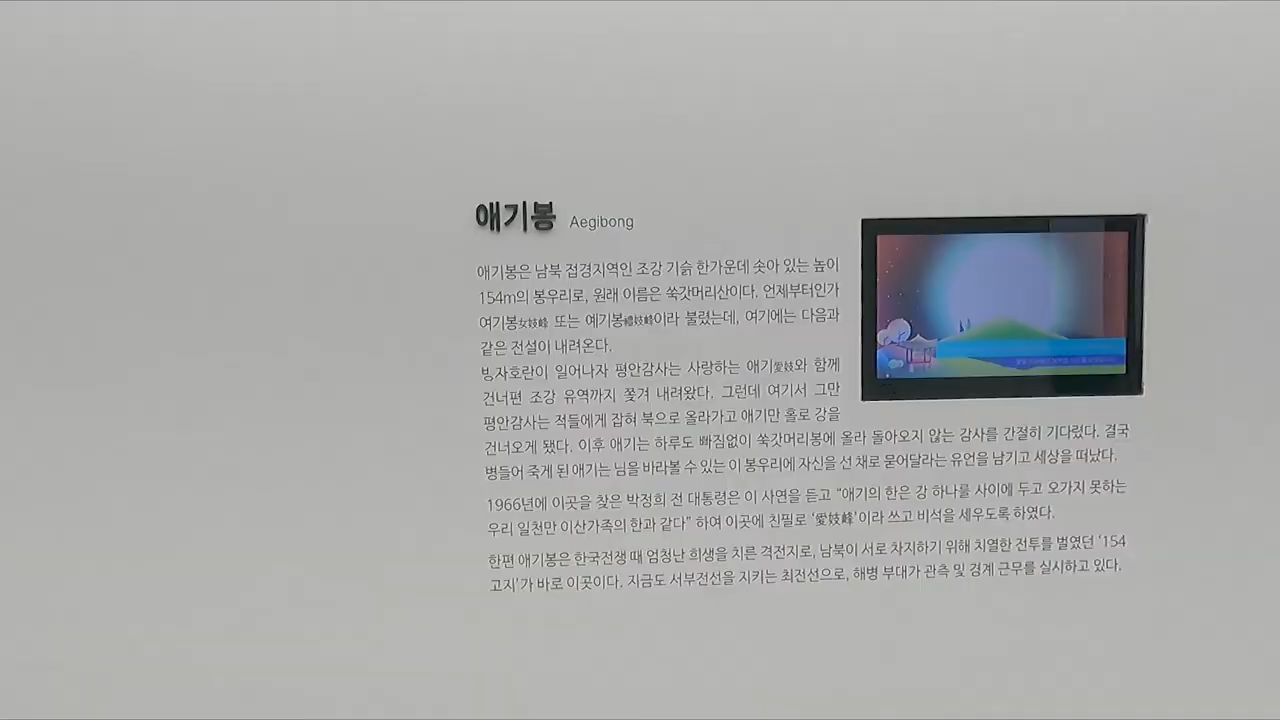 애기봉 Aegibong
애기봉은 남북 접경지역인 조강 기슭 한가운데 솟아 있는 높이
154m의 봉우리로, 원래 이름은 쑥갓머리산이다. 언제부터인가
여기봉女妓峰 또는 예기봉禮妓峰이라 불렸는데, 여기에는 다음과
같은 전설이 내려온다.
병자호란이 일어나자 평안감사는 사랑하는 애기愛妓와 함께
건너편 조강 유역까지 쫓겨 내려왔다. 그런데 여기서 그만
평안감사는 적들에게 잡혀 북으로 올라가고 애기만 홀로 강을
건너오게 됐다. 이후 애기는 하루도 빠짐없이 쑥갓머리봉에 올라 돌아오지 않는 감사를 간절히 기다렸다. 결국
병들어 죽게 된 애기는 님을 바라볼 수 있는 이 봉우리에 자신을 선 채로 묻어달라는 유언을 남기고 세상을 떠났다.
1966년에 이곳을 찾은 박정희 전 대통령은 이 사연을 듣고 "애기의 한은 강 하나를 사이에 두고 오가지 못하는
우리 일천만 이산가족의 한과 같다" 하여 이곳에 친필로 '愛妓峰'이라 쓰고 비석을 세우도록 하였다.
한편 애기봉은 한국전쟁 때 엄청난 희생을 치른 격전지로, 남북이 서로 차지하기 위해 치열한 전투를 벌였던 '154
고지'가 바로 이곳이다. 지금도 서부전선을 지키는 최전선으로, 해병 부대가 관측 및 경계 근무를 실시하고 있다.